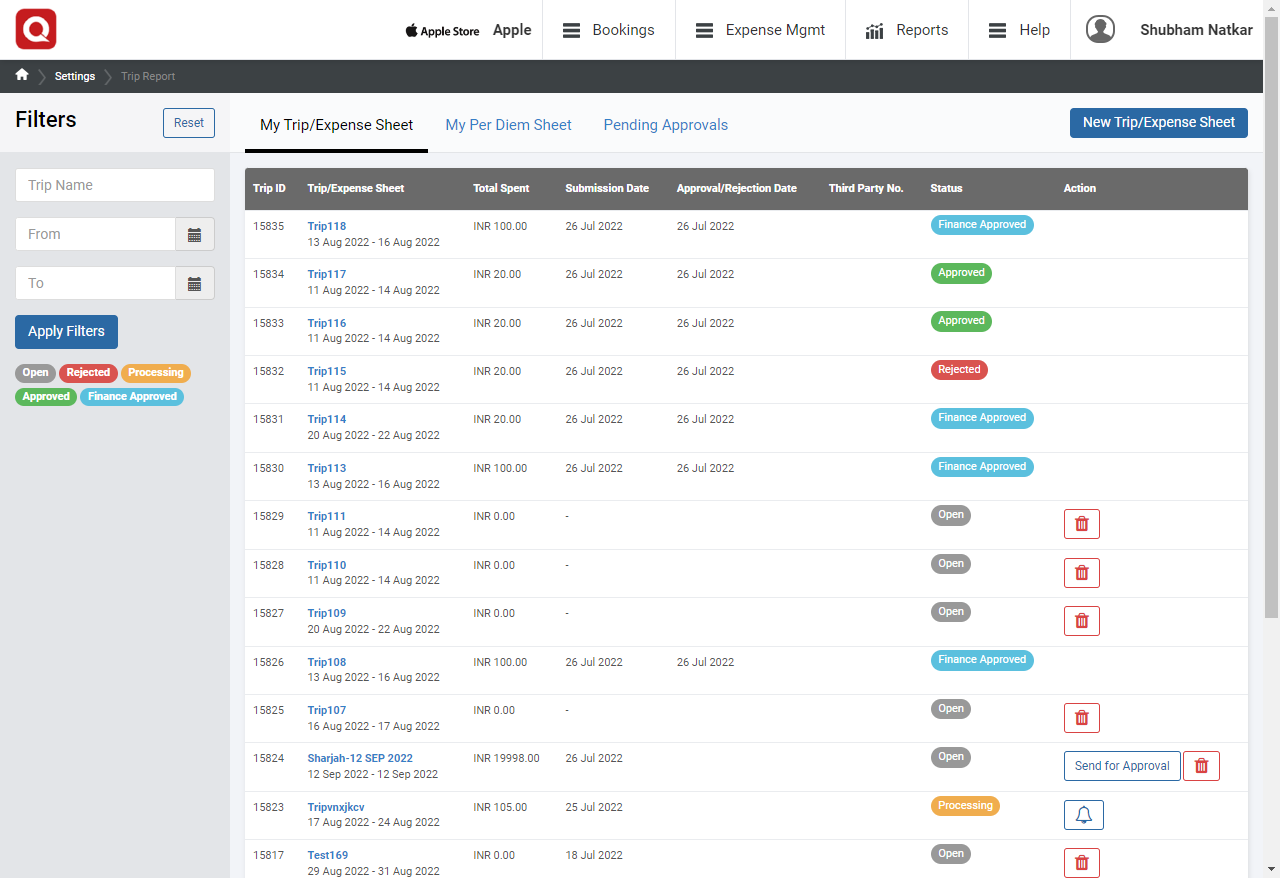 Apple Store Apple Bookings Expense Mgmt Reports Help Shubham Natkar
Settings Trip Report
Filters Reset
Trip Name
From
To
Apply Filters
Open Rejected Processing
Approved Finance Approved
My Trip/Expense Sheet My Per Diem Sheet Pending Approvals New Trip/Expense Sheet
Trip ID Trip/Expense Sheet Total Spent Submission Date Approval/Rejection Date Third Party No. Status Action
15835 Trip118 INR 100.00 26 Jul 2022 26 Jul 2022 Finance Approved
13 Aug 2022 - 16 Aug 2022
15834 Trip117 INR 20.00 26 Jul 2022 26 Jul 2022 Approved
11 Aug 2022 - 14 Aug 2022
15833 Trip116 INR 20.00 26 Jul 2022 26 Jul 2022 Approved
11 Aug 2022 - 14 Aug 2022
15832 Trip115 INR 20.00 26 Jul 2022 26 Jul 2022 Rejected
11 Aug 2022 - 14 Aug 2022
15831 Trip114 INR 20.00 26 Jul 2022 26 Jul 2022 Finance Approved
20 Aug 2022 - 22 Aug 2022
15830 Trip113 INR 100.00 26 Jul 2022 26 Jul 2022 Finance Approved
13 Aug 2022 - 16 Aug 2022
15829 Trip111 INR 0.00 - Open
11 Aug 2022 - 14 Aug 2022
15828 Trip110 INR 0.00 - Open
11 Aug 2022 - 14 Aug 2022
15827 Trip109 INR 0.00 - Open
20 Aug 2022 - 22 Aug 2022
15826 Trip108 INR 100.00 26 Jul 2022 26 Jul 2022 Finance Approved
13 Aug 2022 - 16 Aug 2022
15825 Trip107 INR 0.00 - Open
16 Aug 2022 - 17 Aug 2022
15824 Sharjah-12 SEP 2022 INR 19998.00 26 Jul 2022 Open Send for Approval
12 Sep 2022 - 12 Sep 2022
15823 Tripvnxjkcv INR 105.00 25 Jul 2022 Processing
17 Aug 2022 - 24 Aug 2022
15817 Test169 INR 0.00 18 Jul 2022 Open
29 Aug 2022 - 31 Aug 2022